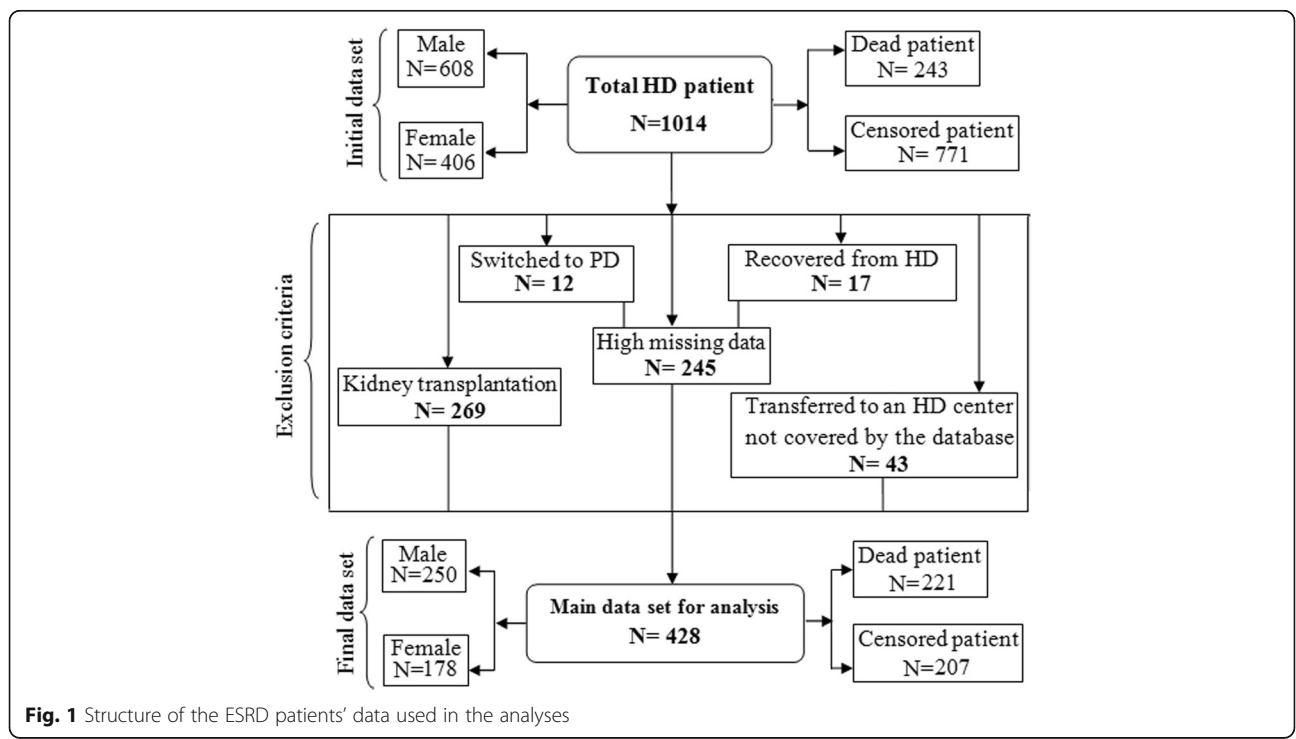 Initial data set
Male
N=608
Female
N=406
Total HD patient
N=1014
Dead patient
N= 243
Censored patient
N= 771
Exclusion criteria
Switched to PD
N= 12
Recovered from HD
N= 17
High missing data
N= 245
Kidney transplantation
N= 269
Transferred to an HD center
not covered by the database
N= 43
Final data set
Male
N=250
Female
N=178
Main data set for analysis
N= 428
Dead patient
N=221
Censored patient
N=207
Fig. 1 Structure of the ESRD patients' data used in the analyses